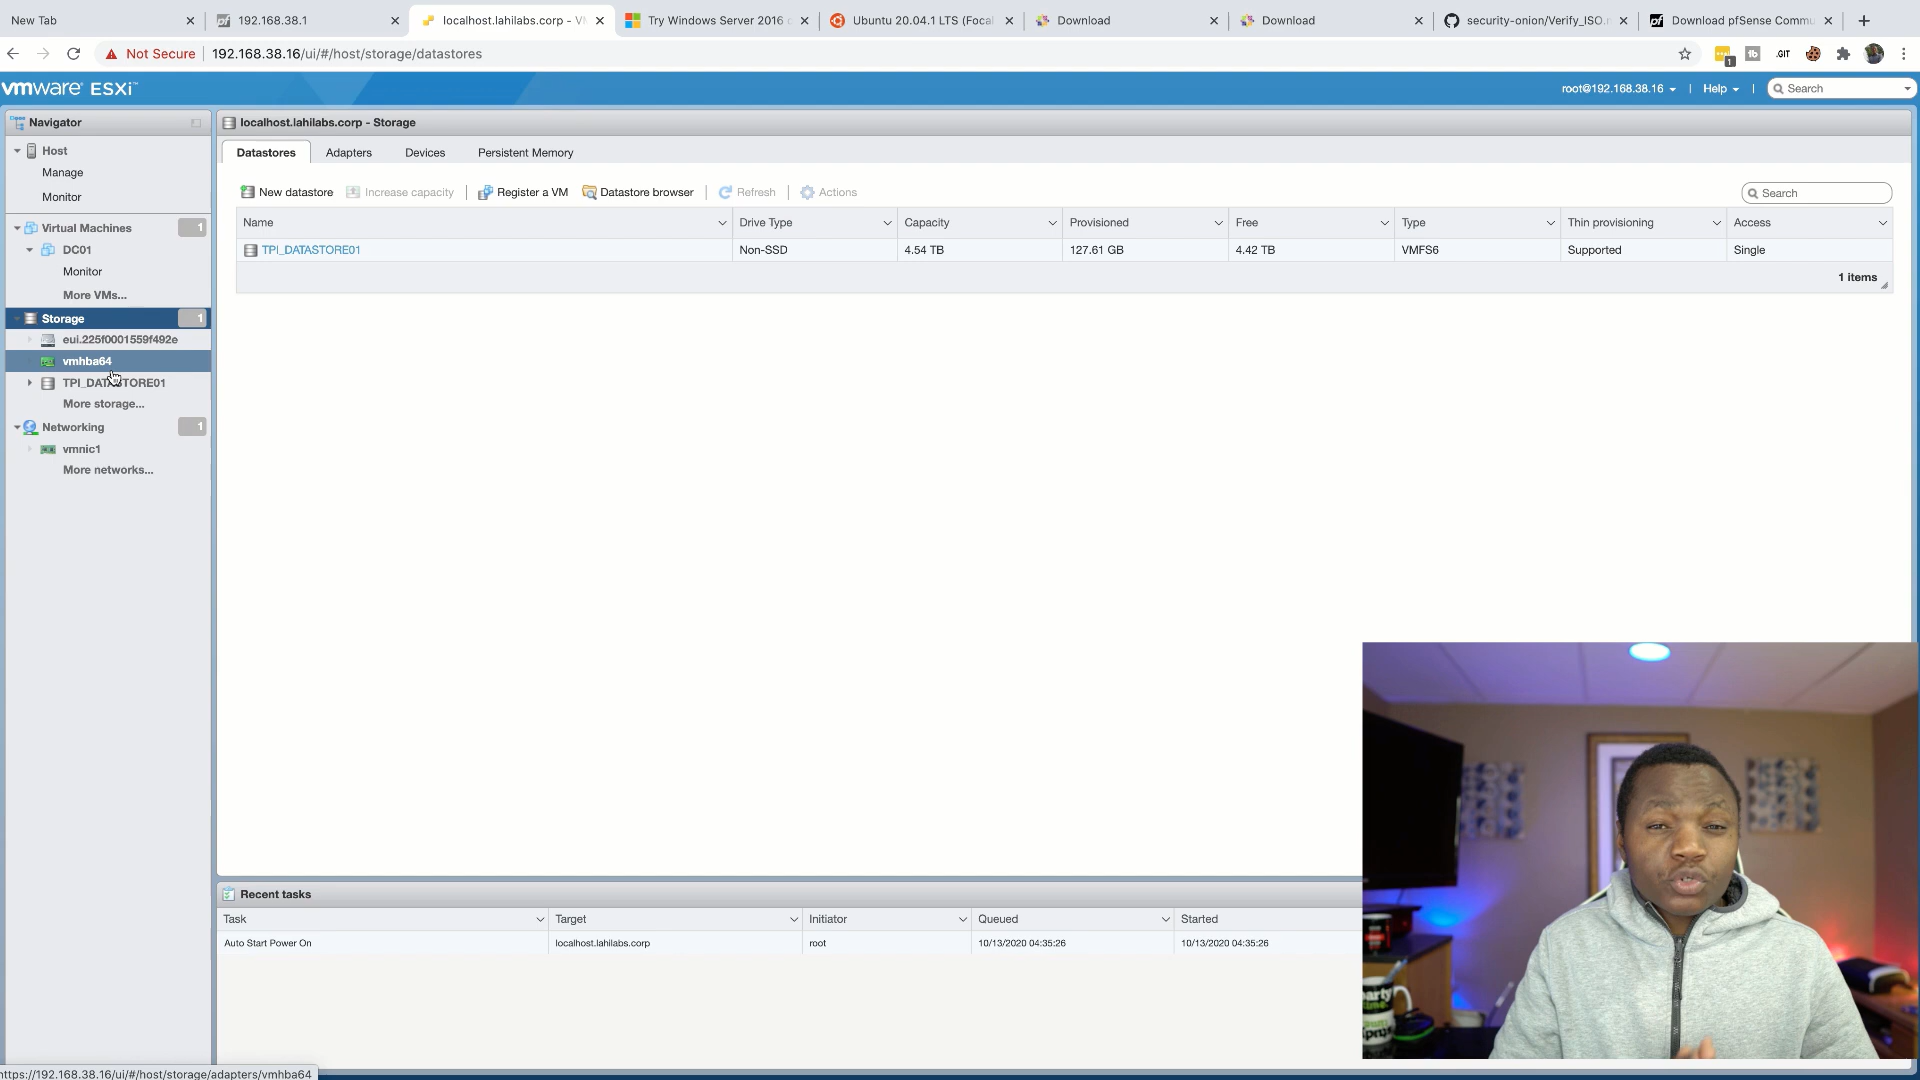 New Tab
192.168.38.1
localhost.lahilabs.corp - VM
Try Windows Server 2016
Ubuntu 20.04.1 LTS (Focal
Download
Download
security-onion/Verify_ISO.
Download pfSense Commu
Not Secure
192.168.38.16/ui/#/host/storage/datastores
1
tb
.GIT
vmware ESXi™
root@192.168.38.16
Help
Search
Navigator
Host
Manage
Monitor
Virtual Machines 1
DC01
Monitor
More VMs...
Storage 1
eui.225f0001559f492e
vmhba64
TPI_DATASTORE01
More storage...
Networking 1
vmnic1
More networks...
localhost.lahilabs.corp - Storage
Datastores Adapters Devices Persistent Memory
New datastore Increase capacity Register a VM Datastore browser Refresh Actions
Search
Name Drive Type Capacity Provisioned Free Type Thin provisioning Access
TPI_DATASTORE01 Non-SSD 4.54 TB 127.61 GB 4.42 TB VMFS6 Supported Single
1 items
Recent tasks
Task Target Initiator Queued Started
Auto Start Power On localhost.lahilabs.corp root 10/13/2020 04:35:26 10/13/2020 04:35:26
https://192.168.38.16/ui/#/host/storage/adapters/vmhba64